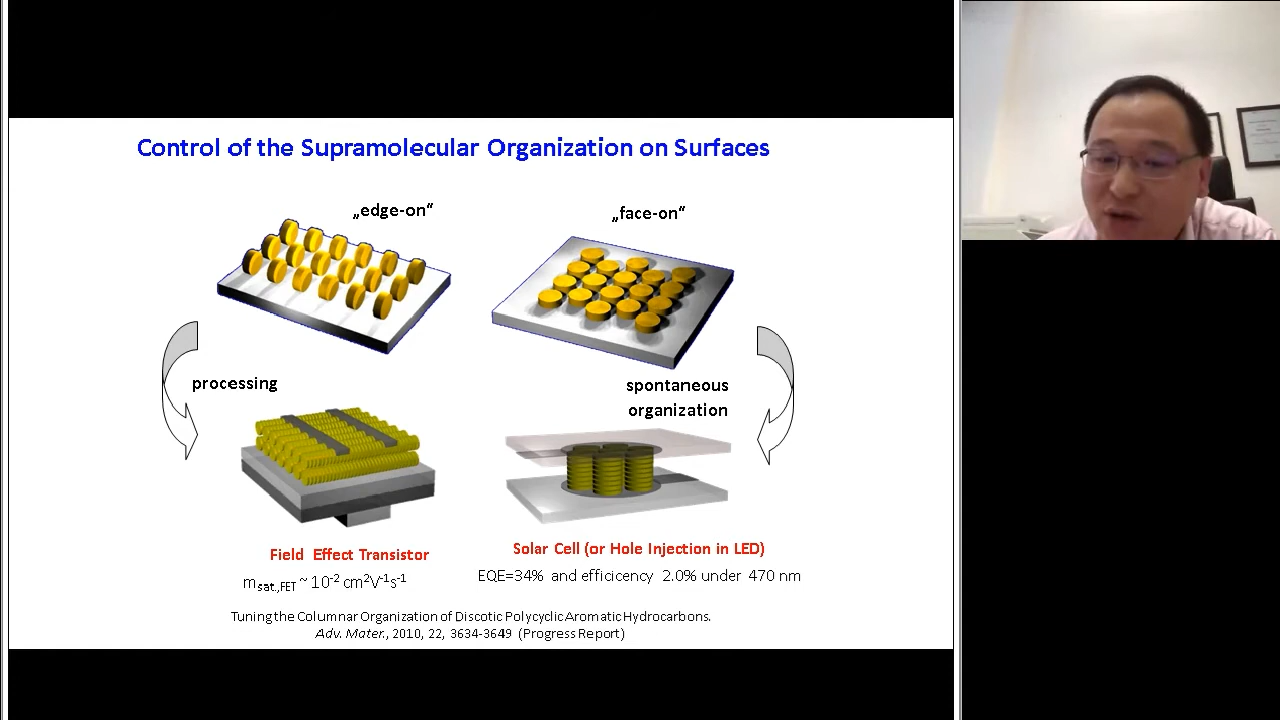 Control of the Supramolecular Organization on Surfaces
„edge-on“
„face-on“
processing
spontaneous
organization
Field Effect Transistor
Solar Cell (or Hole Injection in LED)
msat.,FET ~ 10-2 cm2V-1s-1
EQE=34% and efficicency 2.0% under 470 nm
Tuning the Columnar Organization of Discotic Polycyclic Aromatic Hydrocarbons.
Adv. Mater., 2010, 22, 3634-3649 (Progress Report)